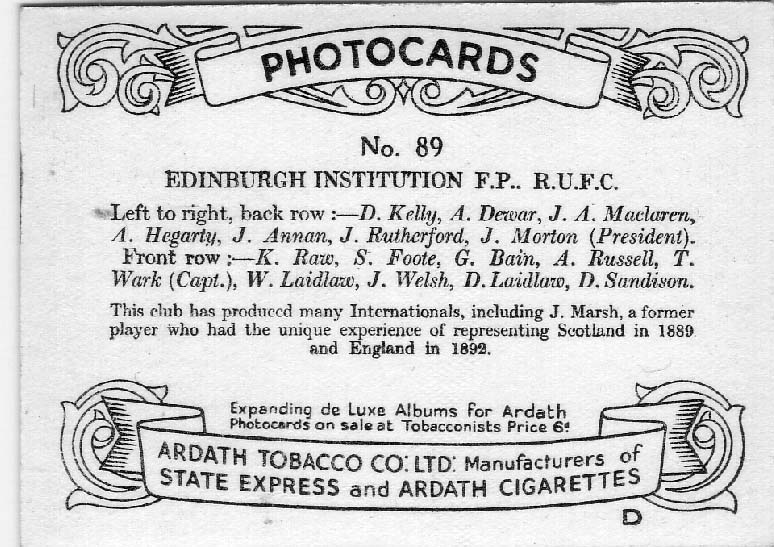 PHOTOCARDS
No. 89
EDINBURGH INSTITUTION F.P.. R.U.F.C.
Left to right, back row :—D. Kelly, A. Dewar, J. A. Maclaren,
A. Hegarty, J. Annan, J. Rutherford, J. Morton (President).
Front row :—K. Raw, S. Foote, G. Bain, A. Russell, T.
Wark (Capt.), W. Laidlaw, J. Welsh, D. Laidlaw, D. Sandison.
This club has produced many Internationals, including J. Marsh, a former
player who had the unique experience of representing Scotland in 1889
and England in 1892.
Expanding de Luxe Albums for Ardath
Photocards on sale at Tobacconists Price 6d
ARDATH TOBACCO CO: LTD: Manufacturers of
STATE EXPRESS and ARDATH CIGARETTES
D